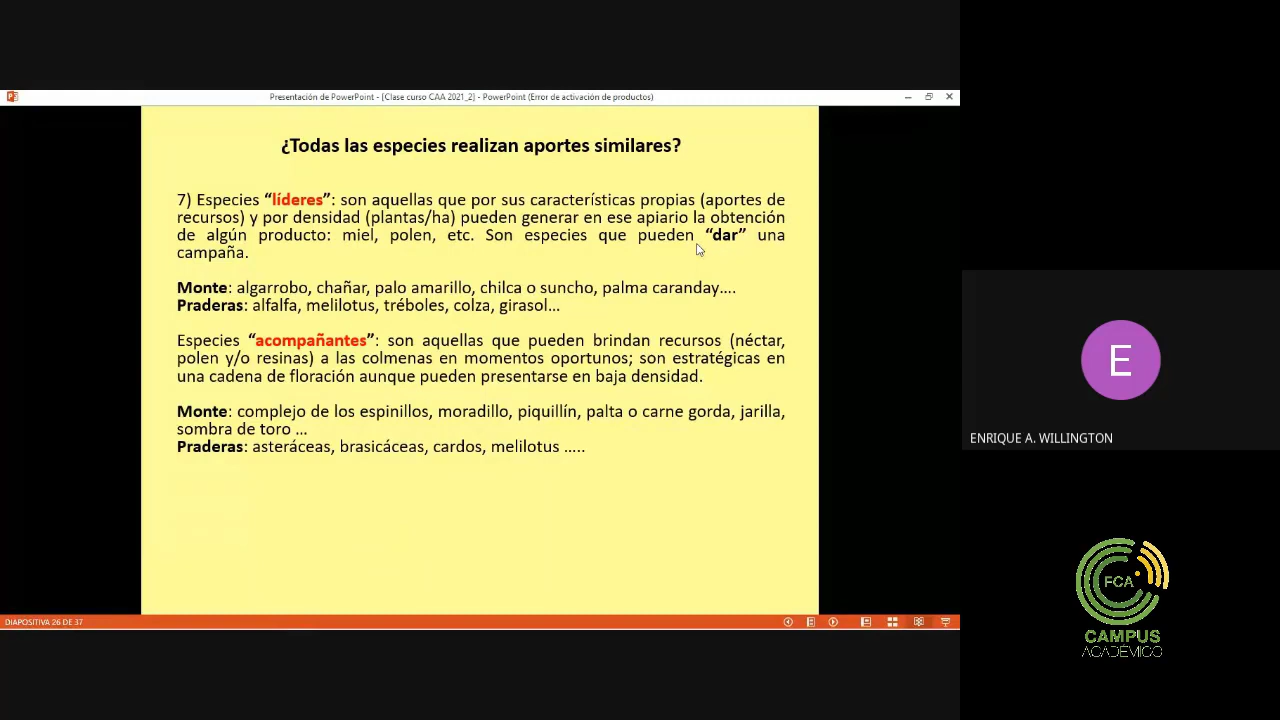 Presentación de PowerPoint - [Clase curso CAA 2021_2] - PowerPoint (Error de activación de productos)
¿Todas las especies realizan aportes similares?
7) Especies “líderes”: son aquellas que por sus características propias (aportes de
recursos) y por densidad (plantas/ha) pueden generar en ese apiario la obtención
de algún producto: miel, polen, etc. Son especies que pueden “dar” una
campaña.
Monte: algarrobo, chañar, palo amarillo, chilca o suncho, palma caranday....
Praderas: alfalfa, melilotus, tréboles, colza, girasol...
Especies “acompañantes”: son aquellas que pueden brindan recursos (néctar,
polen y/o resinas) a las colmenas en momentos oportunos; son estratégicas en
una cadena de floración aunque pueden presentarse en baja densidad.
Monte: complejo de los espinillos, moradillo, piquillín, palta o carne gorda, jarilla,
sombra de toro ...
Praderas: asteráceas, brasicáceas, cardos, melilotus .....
DIAPOSITIVA 26 DE 37
E
ENRIQUE A. WILLINGTON
FCA
CAMPUS
ACADÉMICO